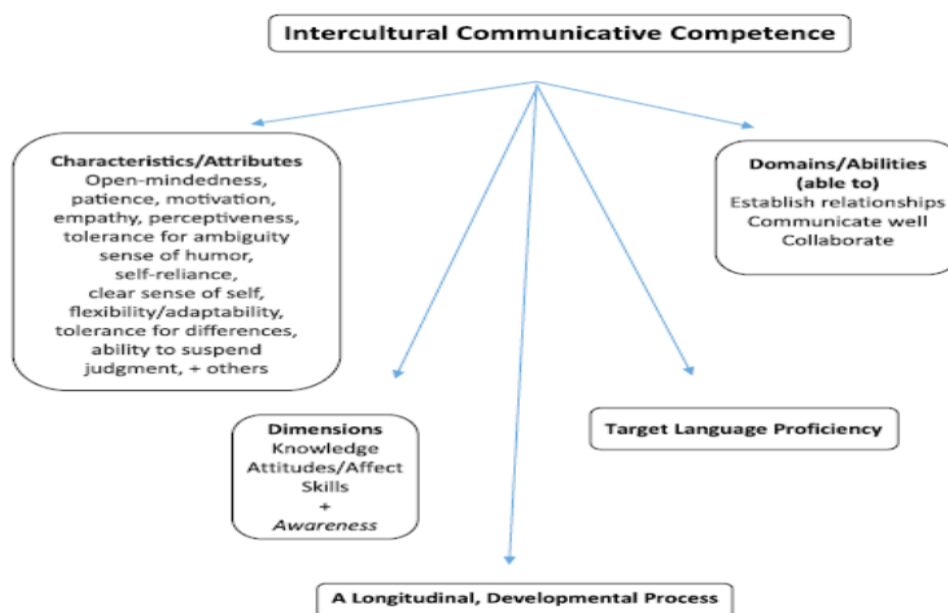 Intercultural Communicative Competence
Characteristics/Attributes
Open-mindedness,
patience, motivation,
empathy, perceptiveness,
tolerance for ambiguity
sense of humor,
self-reliance,
clear sense of self,
flexibility/adaptability,
tolerance for differences,
ability to suspend
judgment, + others
Domains/Abilities
(able to)
Establish relationships
Communicate well
Collaborate
Dimensions
Knowledge
Attitudes/Affect
Skills
+
Awareness
Target Language Proficiency
A Longitudinal, Developmental Process